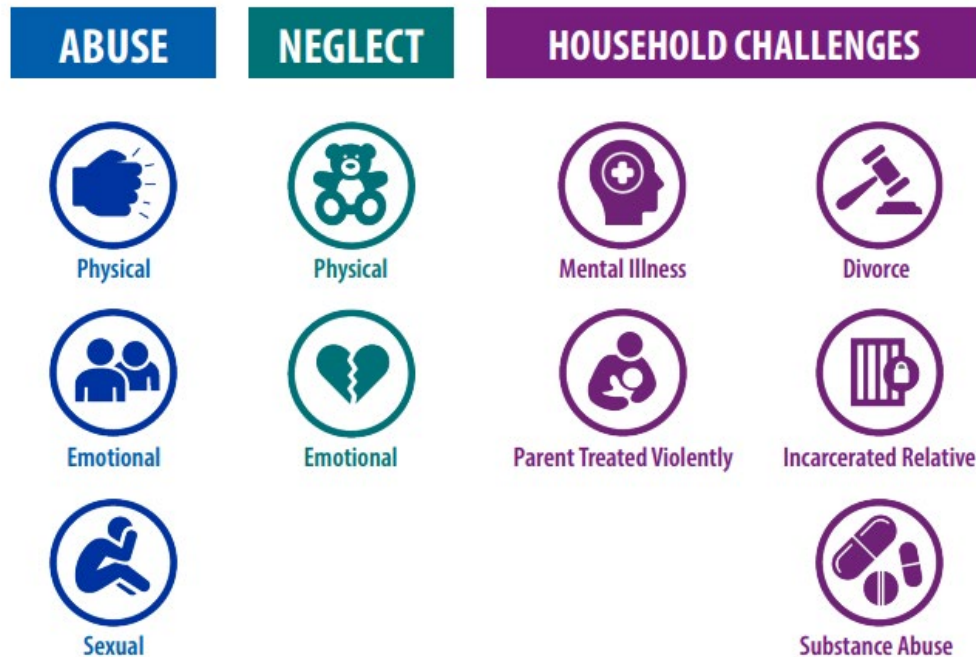 ABUSE
NEGLECT
HOUSEHOLD CHALLENGES
Physical
Physical
Mental Illness
Divorce
Emotional
Emotional
Parent Treated Violently
Incarcerated Relative
Sexual
Substance Abuse